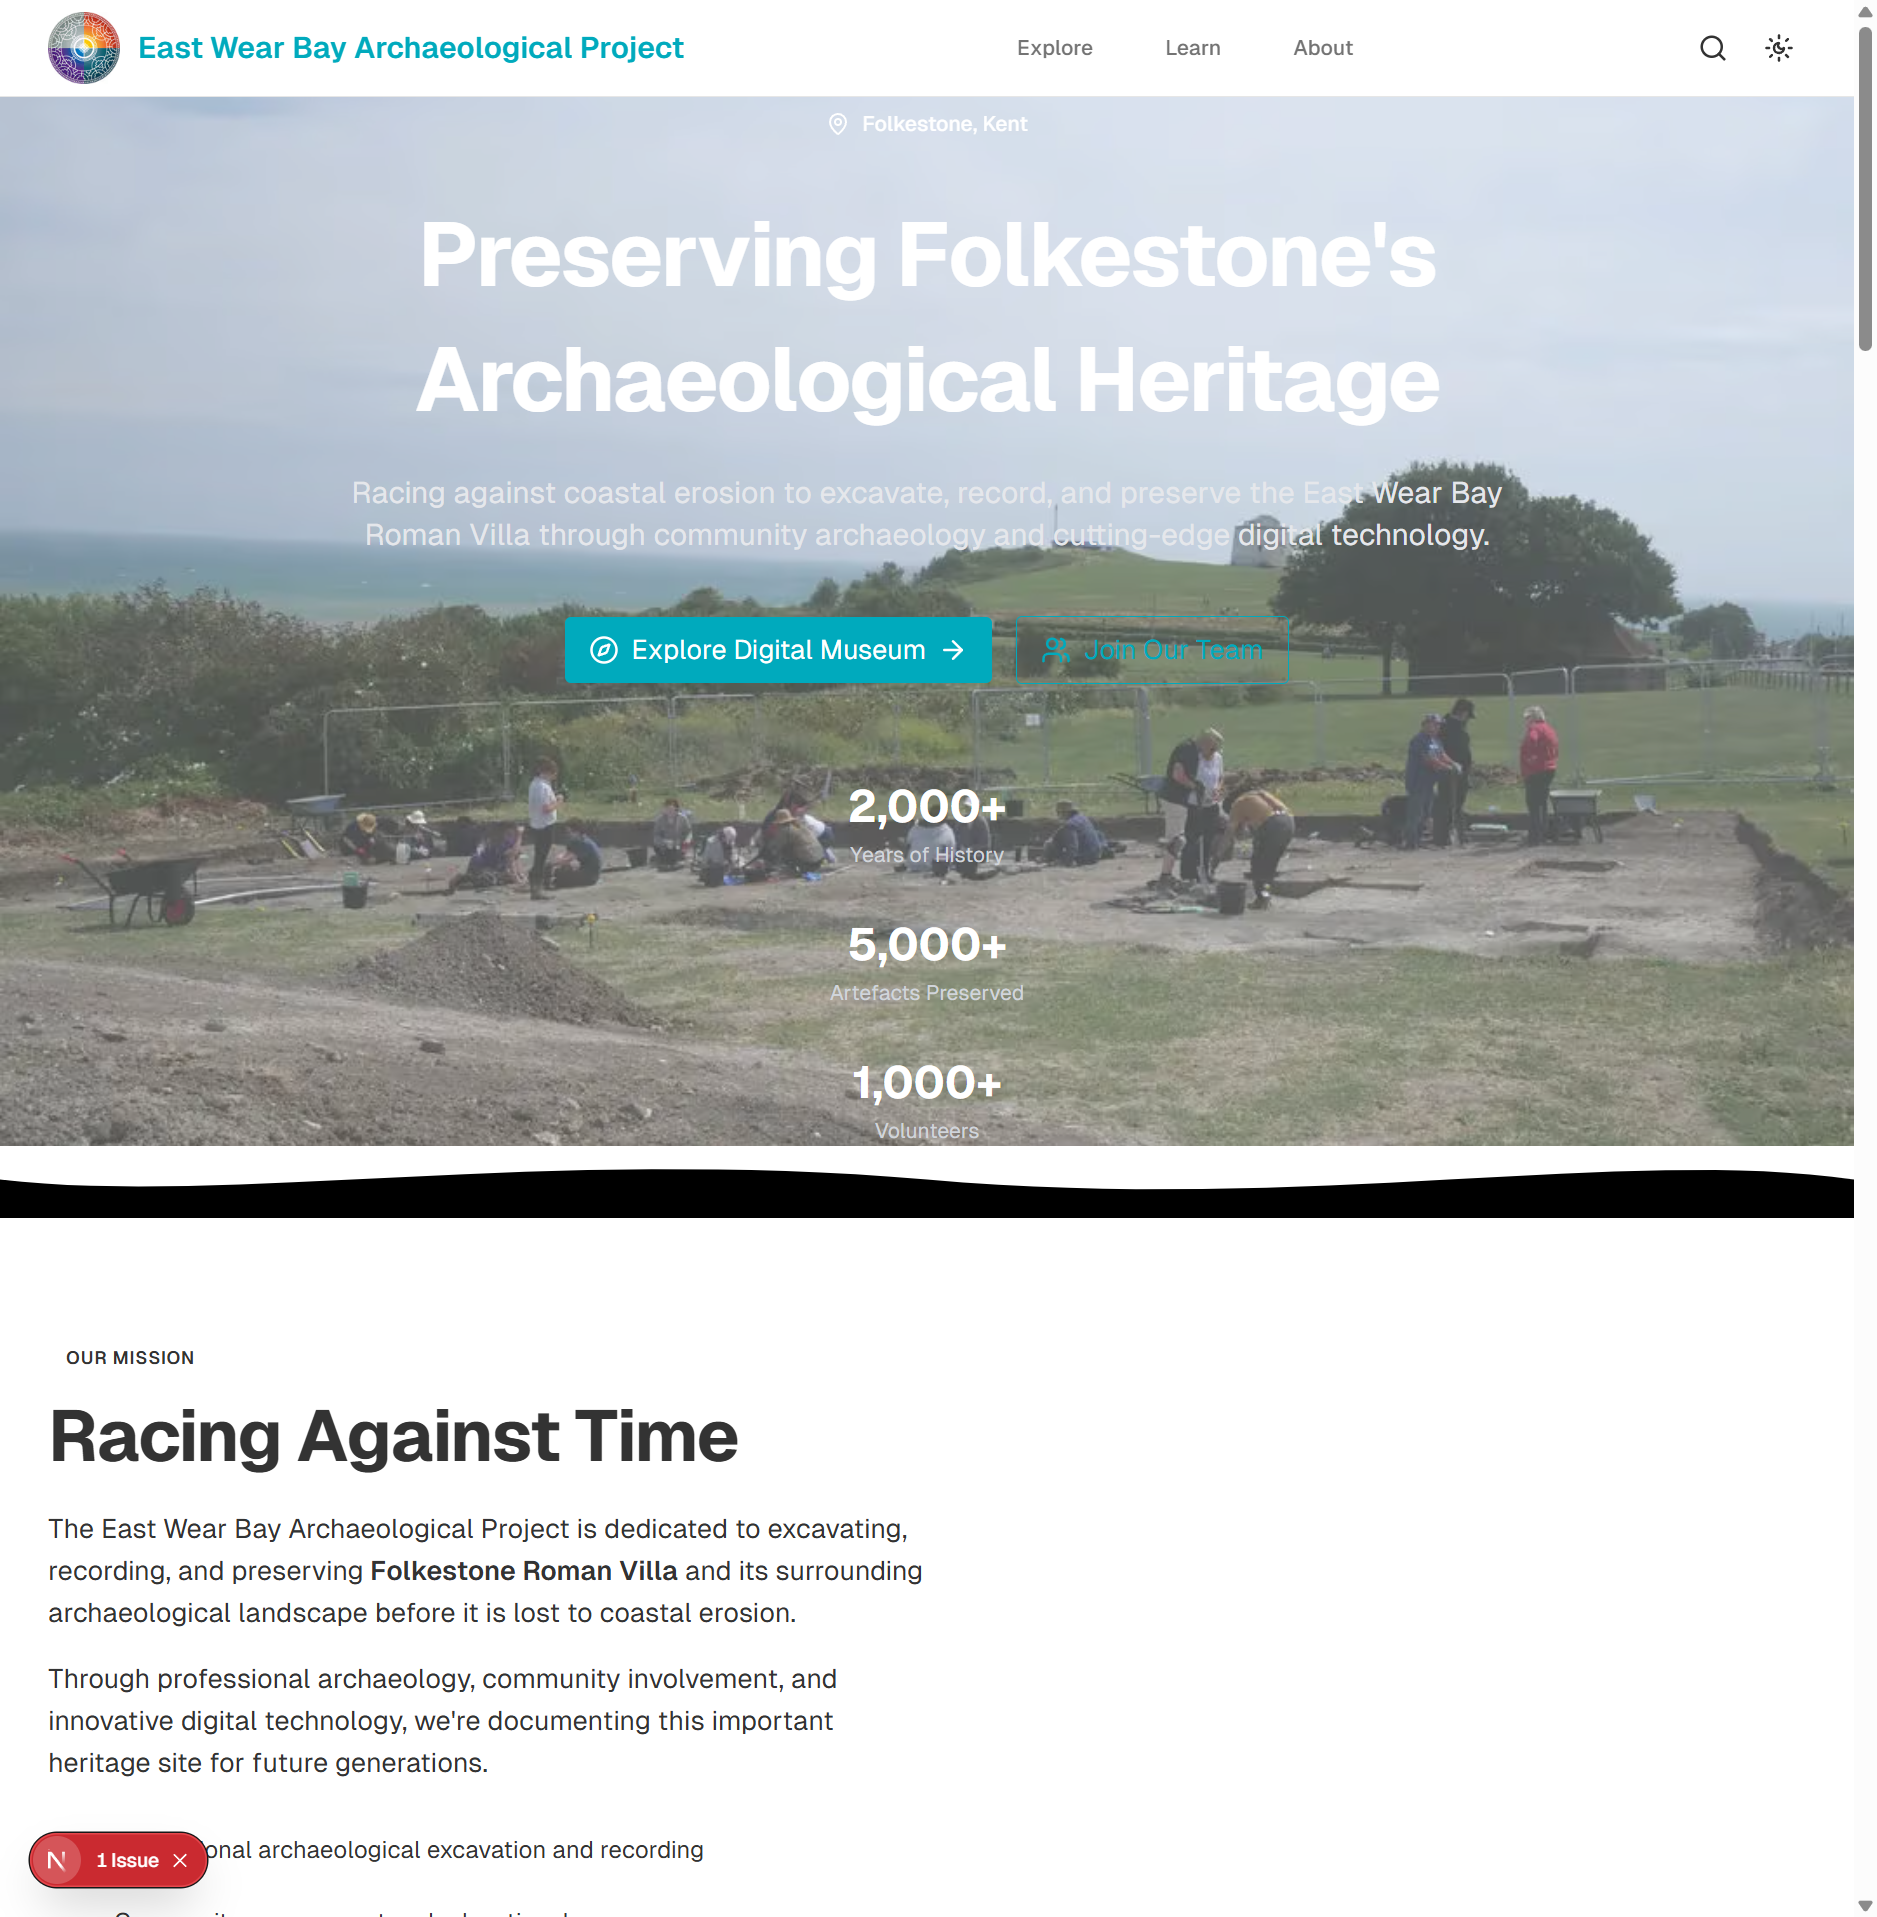 East Wear Bay Archaeological Project
Explore
Learn
About
Folkestone, Kent
Preserving Folkestone's
Archaeological Heritage
Racing against coastal erosion to excavate, record, and preserve the East Wear Bay
Roman Villa through community archaeology and cutting-edge digital technology.
Explore Digital Museum
Join Our Team
2,000+
Years of History
5,000+
Artefacts Preserved
1,000+
Volunteers
OUR MISSION
Racing Against Time
The East Wear Bay Archaeological Project is dedicated to excavating,
recording, and preserving Folkestone Roman Villa and its surrounding
archaeological landscape before it is lost to coastal erosion.
Through professional archaeology, community involvement, and
innovative digital technology, we're documenting this important
heritage site for future generations.
onal archaeological excavation and recording
N 1 Issue